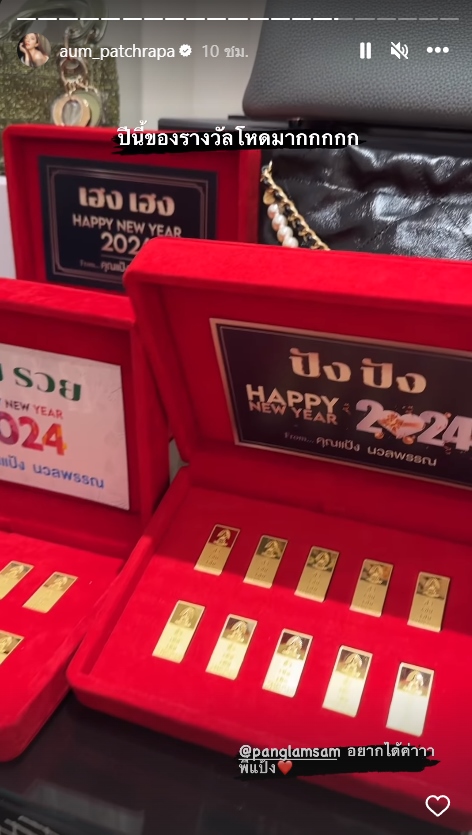 aum_patchrapa 10 ชม.
ปีนี้ของรางวัลโหดมากกกกก
เฮง เฮง
HAPPY NEW YEAR
2024
From... คุณแป้ง
รวย
NEW YEAR
024
นวลพรรณ
ปัง ปัง
HAPPY
NEW YEAR 2024
From... คุณแป้ง นวลพรรณ
@panglamsam อยากได้ค่าาา
พี่แป้ง❤️